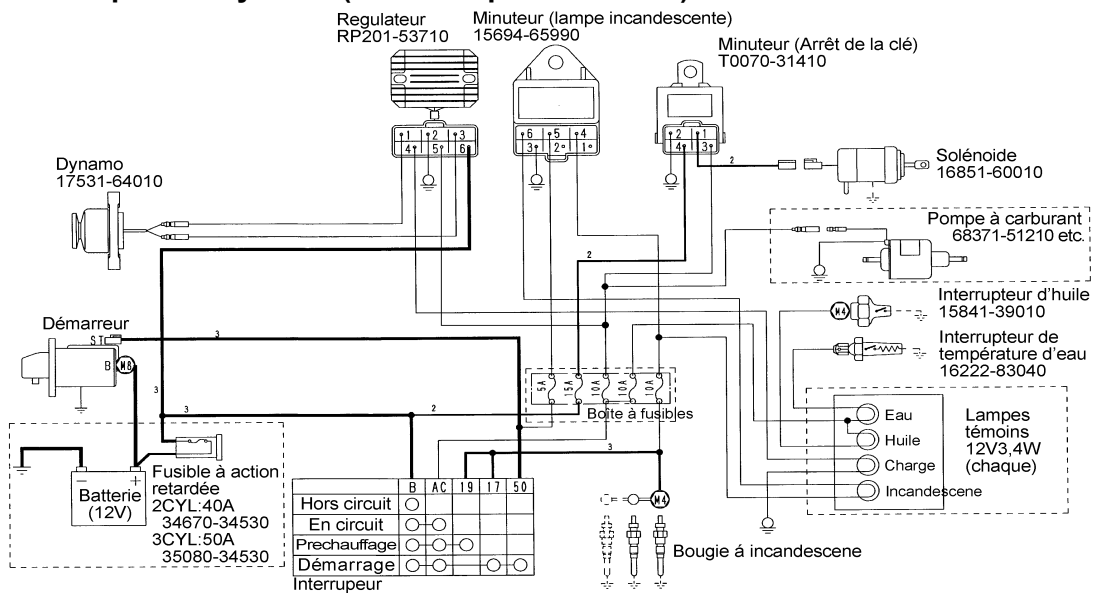 Regulateur
RP201-53710
Minuteur (lampe incandescente)
15694-65990
Minuteur (Arrêt de la clé)
T0070-31410
1 2 3
4 5 6
6 5 4
3 2 1
2 1
4 3
Dynamo
17531-64010
2
Solénoide
16851-60010
Pompe à carburant
68371-51210 etc.
2
Interrupteur d'huile
15841-39010
M4
Démarreur
ST
3
B M8
Interrupteur de
température d'eau
16222-83040
5A 15A 10A 10A 10A
Boîte à fusibles
3
3
2
Eau
Huile
Charge
Incandescene
Lampes
témoins
12V3,4W
(chaque)
3
- +
Batterie
(12V)
Fusible à action
retardée
2CYL:40A
34670-34530
3CYL:50A
35080-34530
B AC 19 17 50
Hors circuit
En circuit
Prechauffage
Démarrage
Interrupeur
M4
Bougie á incandescene